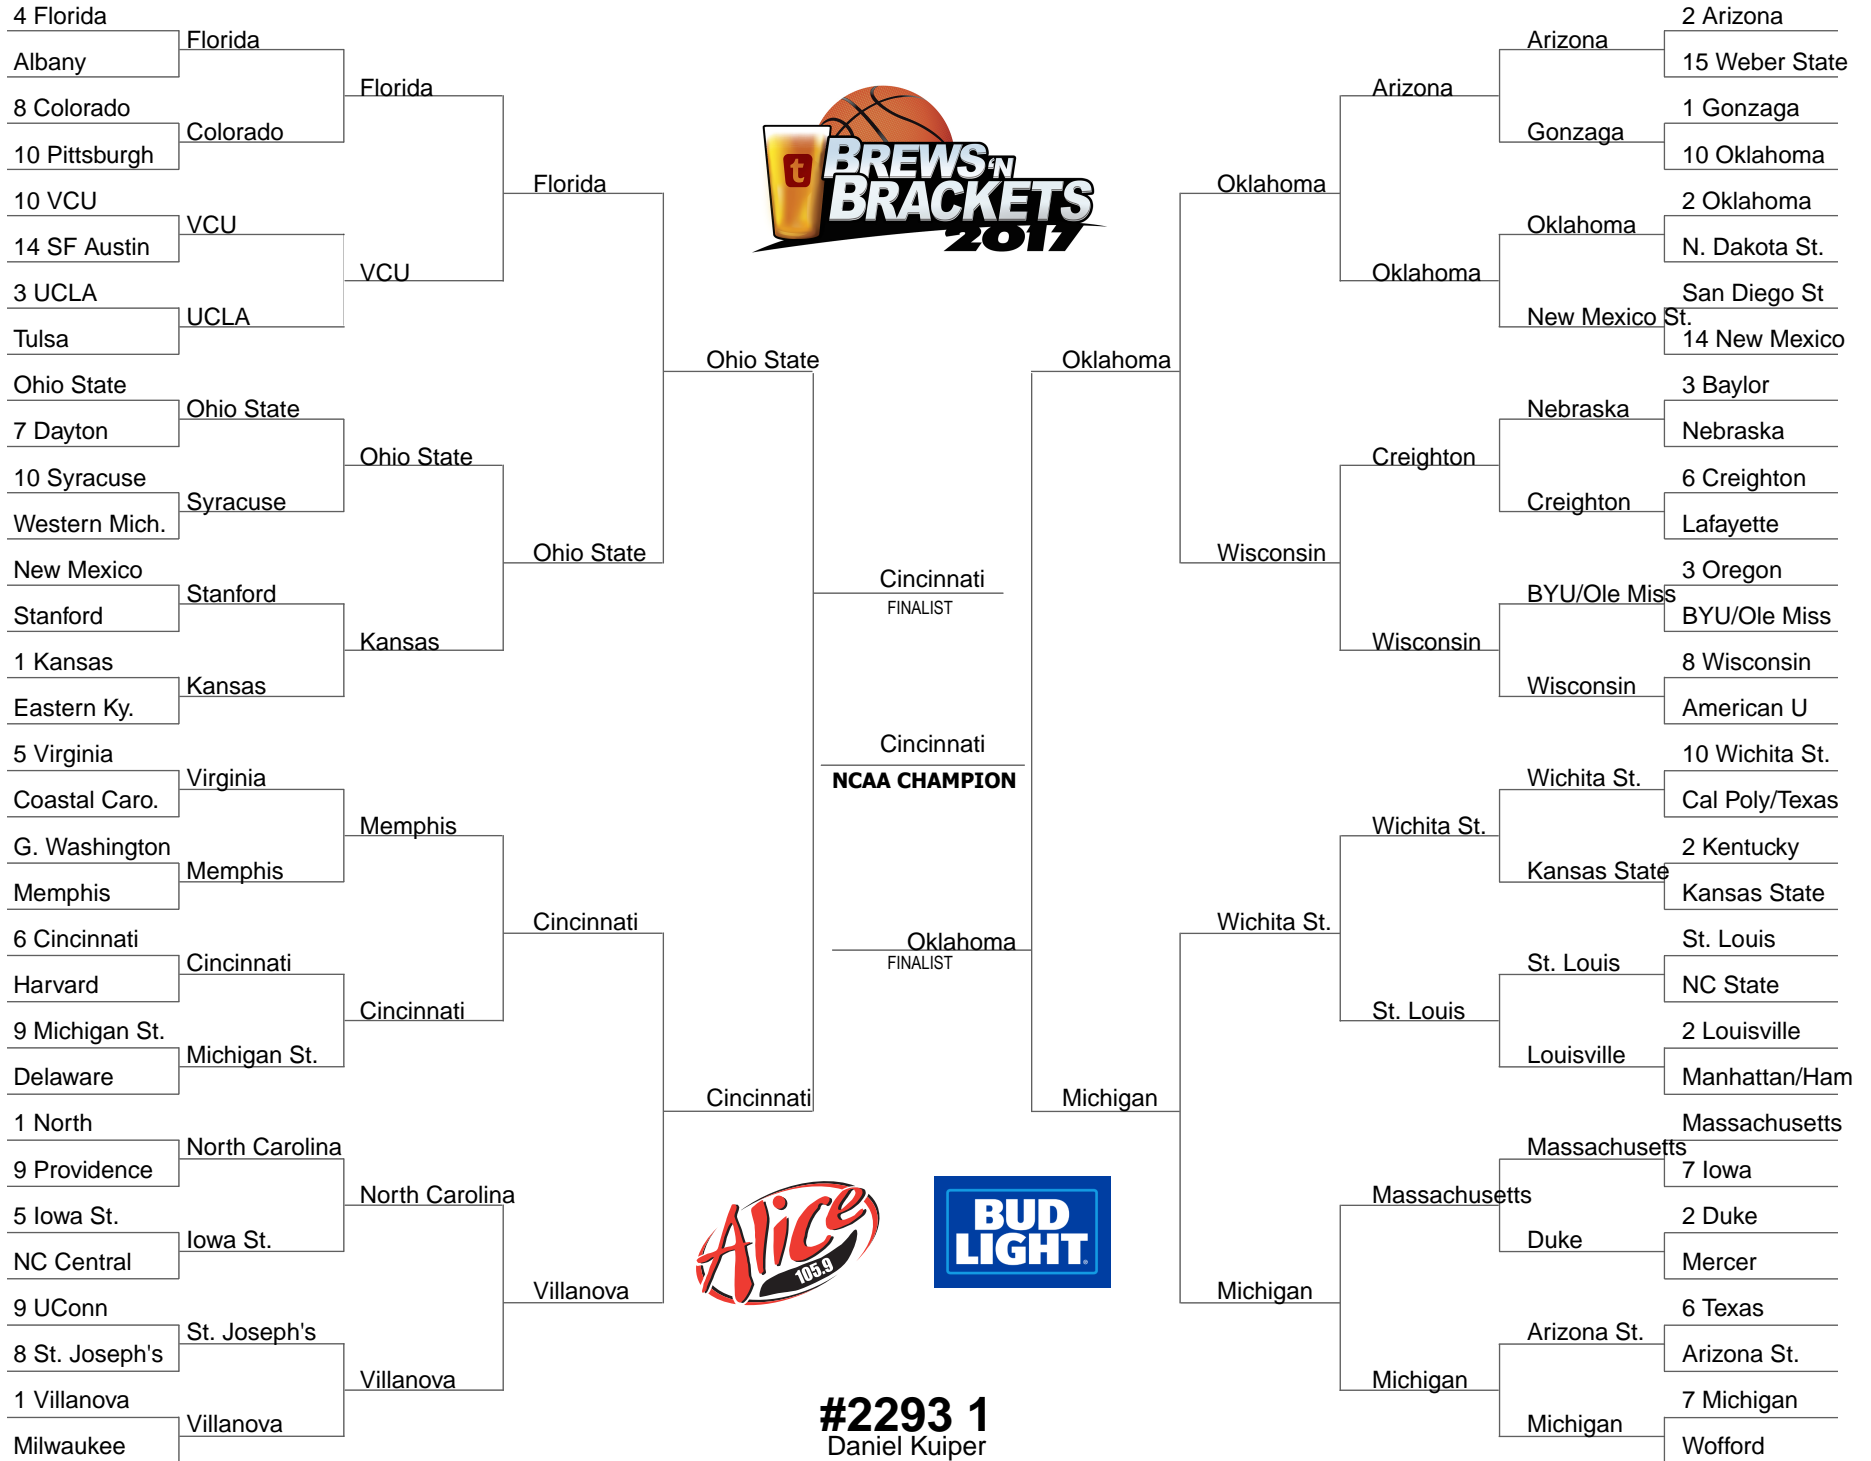 4 Florida
Albany
8 Colorado
10 Pittsburgh
10 VCU
14 SF Austin
3 UCLA
Tulsa
Ohio State
7 Dayton
10 Syracuse
Western Mich.
New Mexico
Stanford
1 Kansas
Eastern Ky.
5 Virginia
Coastal Caro.
G. Washington
Memphis
6 Cincinnati
Harvard
9 Michigan St.
Delaware
1 North
9 Providence
5 Iowa St.
NC Central
9 UConn
8 St. Joseph's
1 Villanova
Milwaukee
Florida
Colorado
VCU
UCLA
Ohio State
Syracuse
Stanford
Kansas
Virginia
Memphis
Cincinnati
Michigan St.
North Carolina
Iowa St.
St. Joseph's
Villanova
Florida
VCU
Ohio State
Kansas
Memphis
Cincinnati
North Carolina
Villanova
Florida
Ohio State
Cincinnati
Villanova
Ohio State
Cincinnati
t
BREWS 'N
BRACKETS
2017
Cincinnati
FINALIST
Cincinnati
NCAA CHAMPION
Oklahoma
FINALIST
Alice
105.9
BUD
LIGHT
#2293 1
Daniel Kuiper
Oklahoma
Michigan
Oklahoma
Wisconsin
Wichita St.
Michigan
Arizona
Oklahoma
Creighton
Wisconsin
Wichita St.
St. Louis
Massachusetts
Michigan
Arizona
Gonzaga
Oklahoma
New Mexico St.
Nebraska
Creighton
BYU/Ole Miss
Wisconsin
Wichita St.
Kansas State
St. Louis
Louisville
Massachusetts
Duke
Arizona St.
Michigan
2 Arizona
15 Weber State
1 Gonzaga
10 Oklahoma
2 Oklahoma
N. Dakota St.
San Diego St
14 New Mexico
3 Baylor
Nebraska
6 Creighton
Lafayette
3 Oregon
BYU/Ole Miss
8 Wisconsin
American U
10 Wichita St.
Cal Poly/Texas
2 Kentucky
Kansas State
St. Louis
NC State
2 Louisville
Manhattan/Ham
Massachusetts
7 Iowa
2 Duke
Mercer
6 Texas
Arizona St.
7 Michigan
Wofford